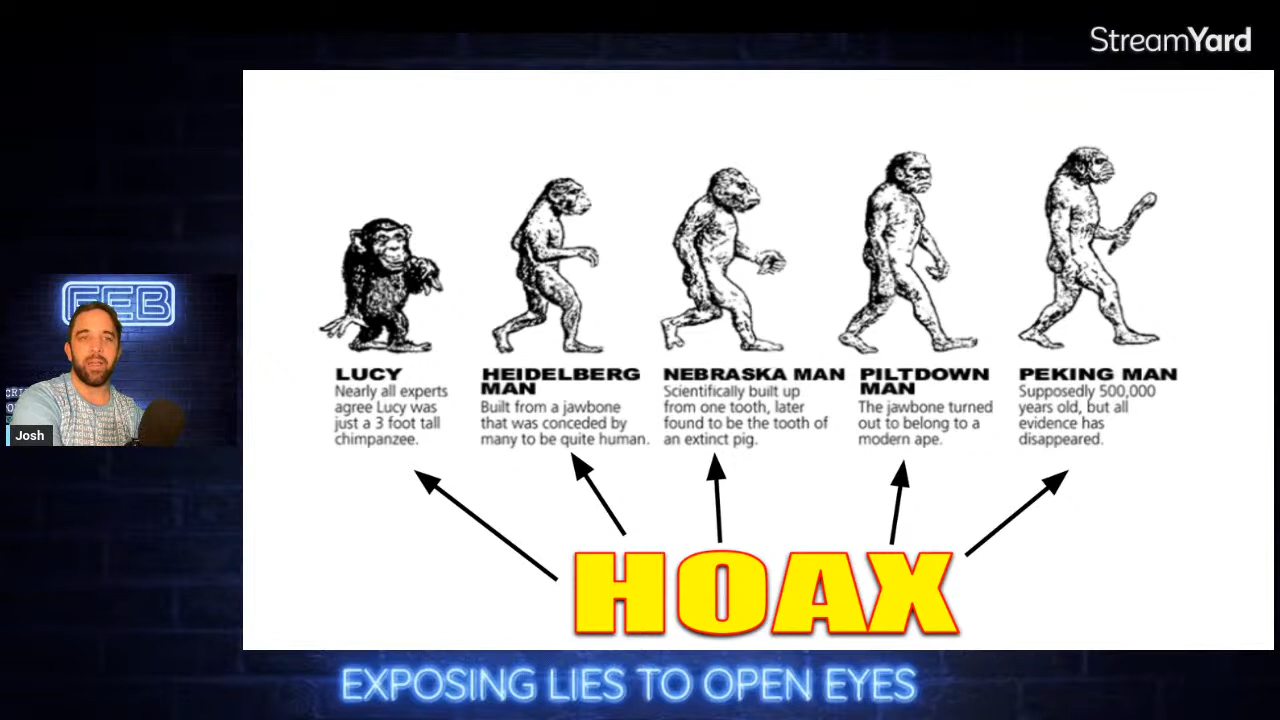 StreamYard
FEB
Josh
LUCY
Nearly all experts
agree Lucy was
just a 3 foot tall
chimpanzee.
HEIDELBERG
MAN
Built from a jawbone
that was conceded by
many to be quite human.
NEBRASKA MAN
Scientifically built up
from one tooth, later
found to be the tooth of
an extinct pig.
PILTDOWN
MAN
The jawbone turned
out to belong to a
modern ape.
PEKING MAN
Supposedly 500,000
years old, but all
evidence has
disappeared.
HOAX
EXPOSING LIES TO OPEN EYES